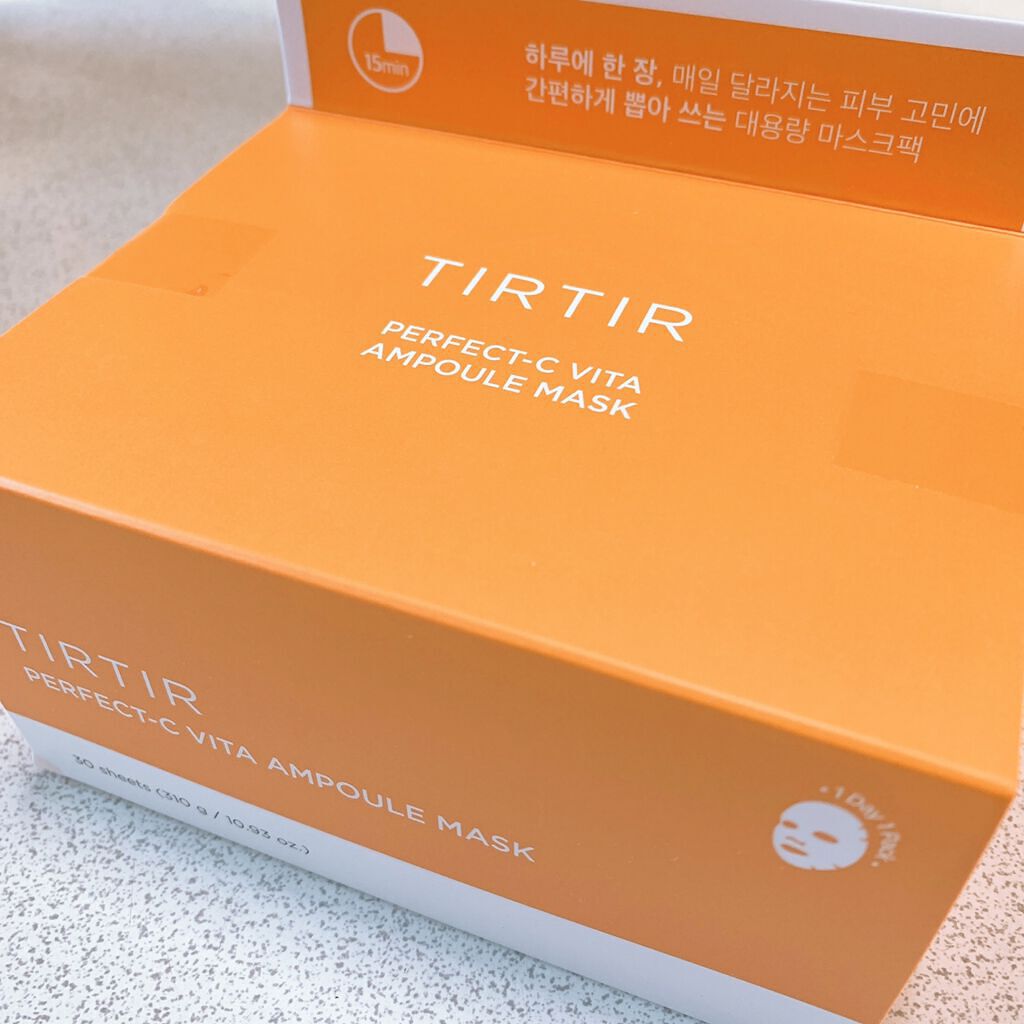 15min
하루에 한 장, 매일 달라지는 피부 고민에
간편하게 뽑아 쓰는 대용량 마스크팩
TIRTIR
PERFECT-C VITA
AMPOULE MASK
TIRTIR
PERFECT-C VITA AMPOULE MASK
30 sheets (310 g / 10.93 oz.)
• 1 Day 1 Pack •